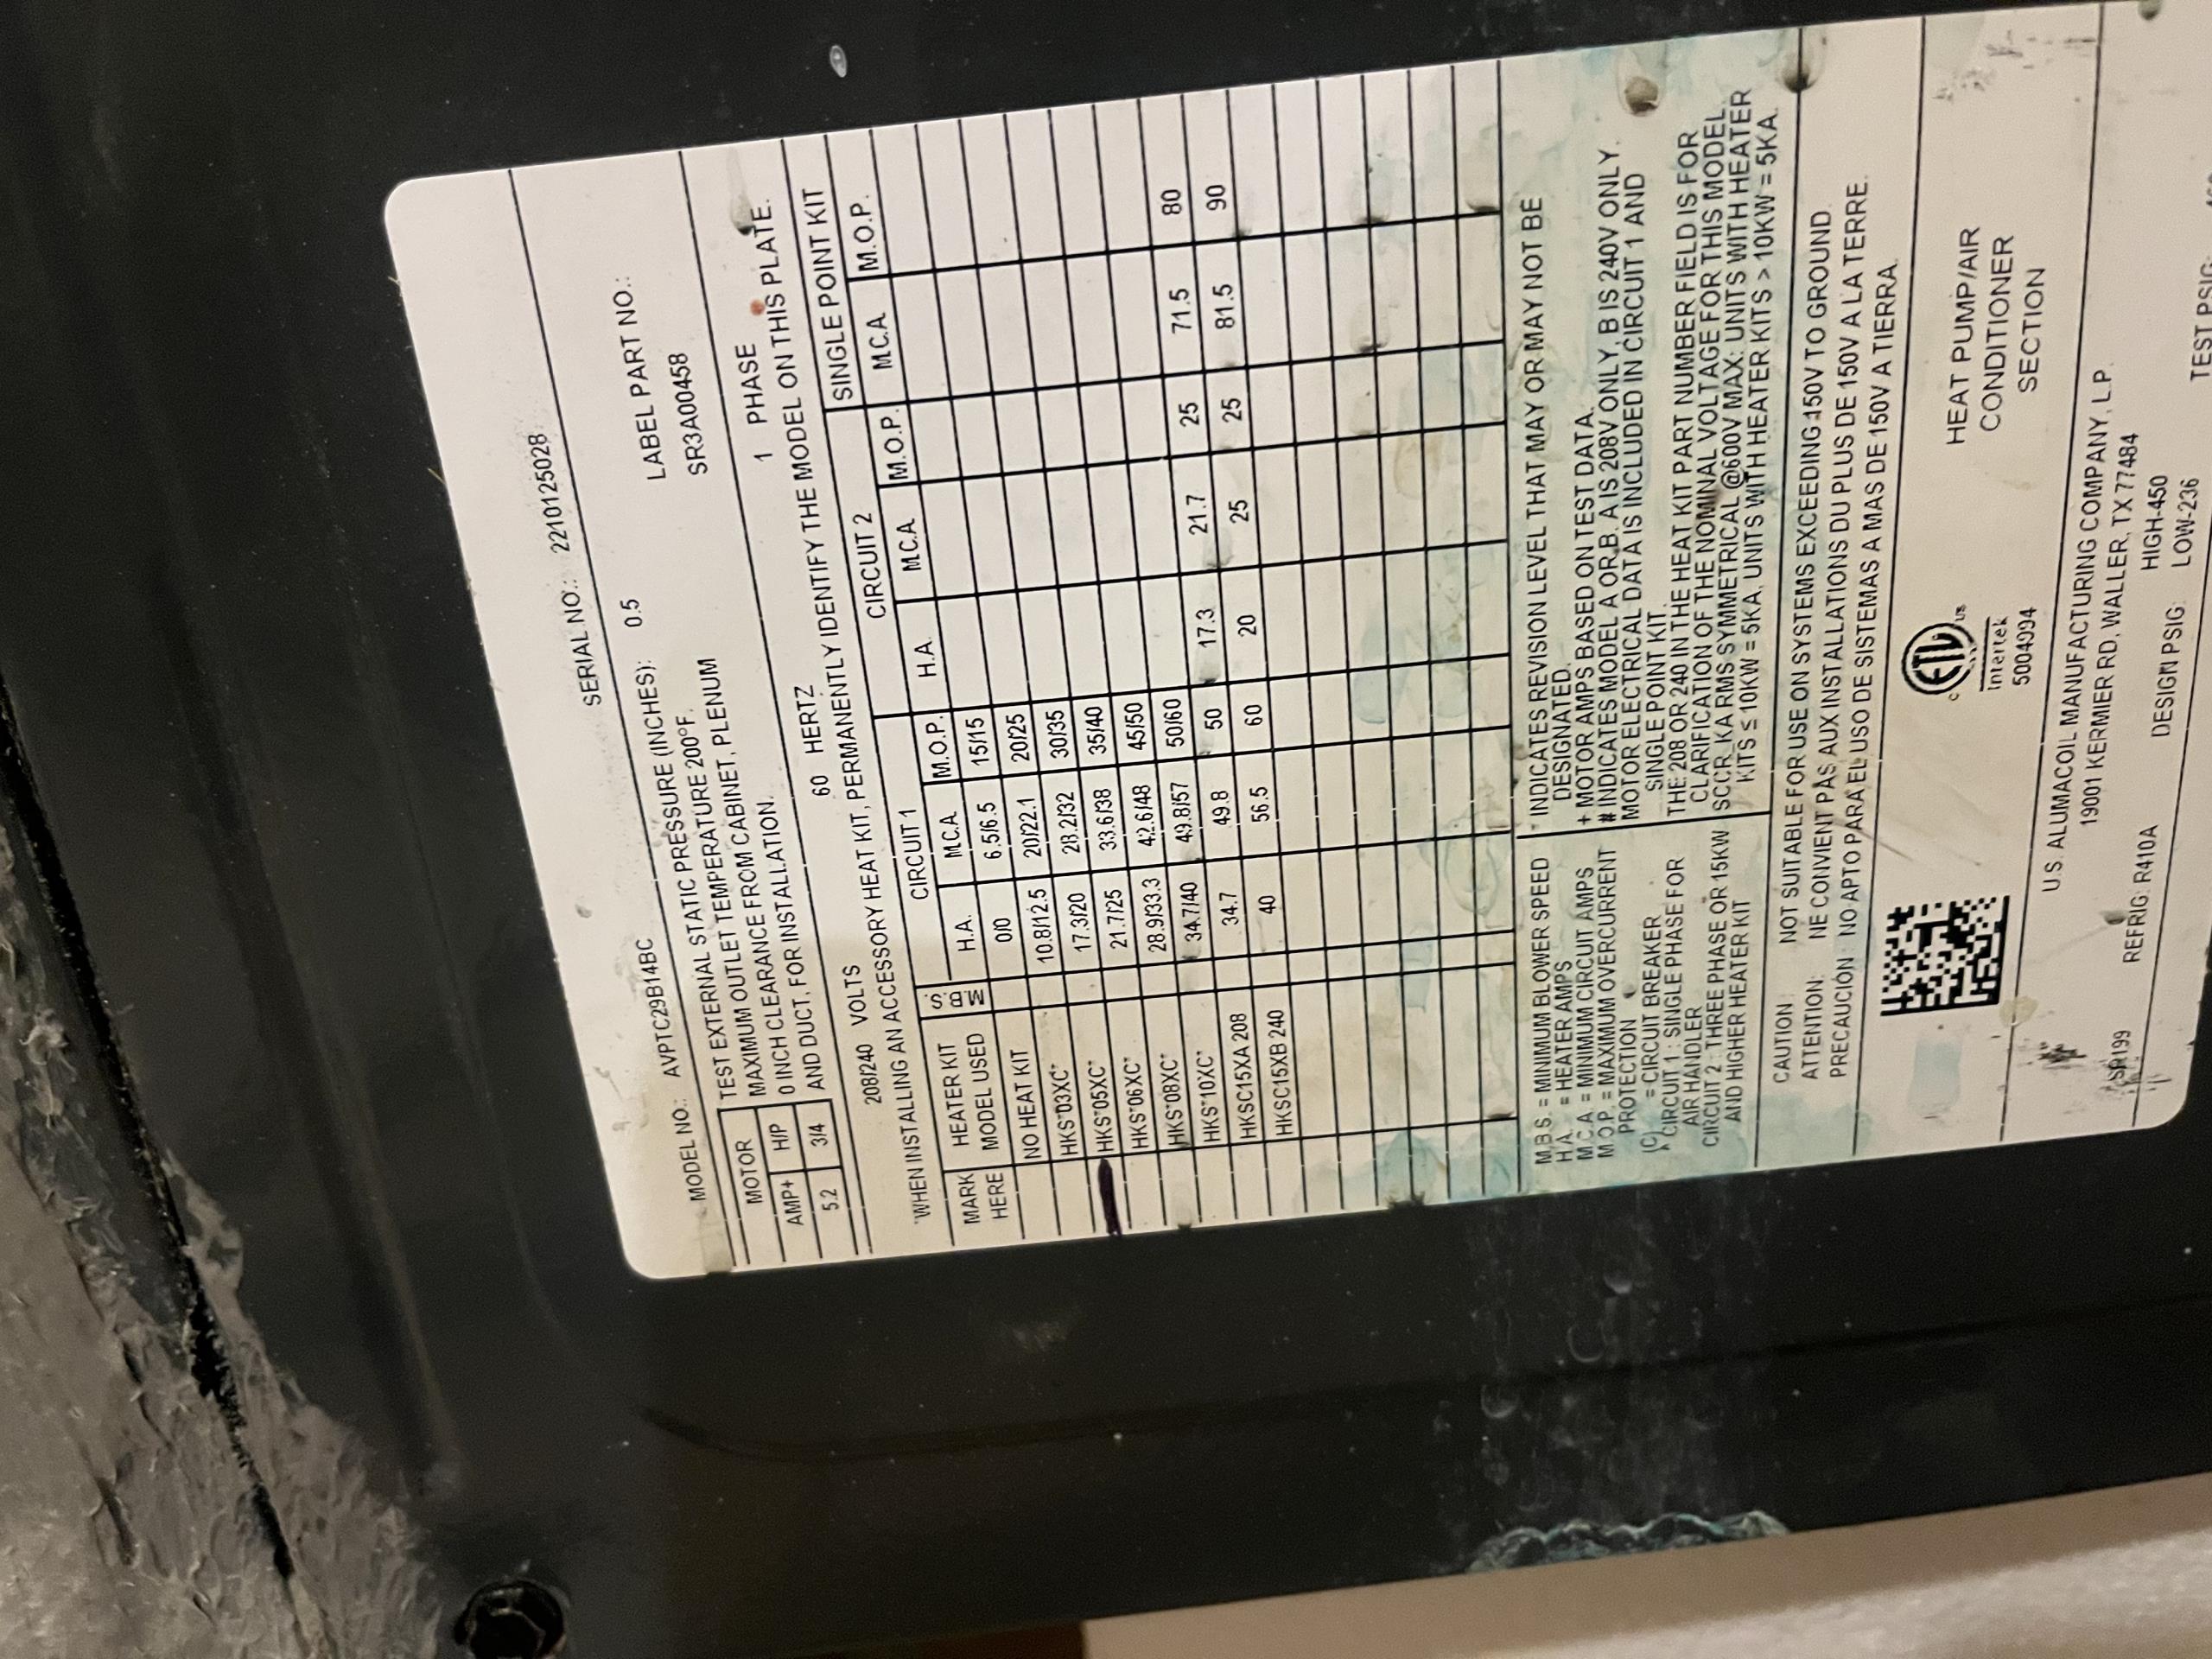 SERIAL NO.: 2210125028
MODEL NO.: AVPTC29B14BC
TEST EXTERNAL STATIC PRESSURE (INCHES): 0.5 LABEL PART NO.:
MAXIMUM OUTLET TEMPERATURE 200°F. SR3A00458
0 INCH CLEARANCE FROM CABINET, PLENUM
AND DUCT, FOR INSTALLATION.
MOTOR
AMP+ H/P
5.2 3/4
208/240 VOLTS 60 HERTZ 1 PHASE
*WHEN INSTALLING AN ACCESSORY HEAT KIT, PERMANENTLY IDENTIFY THE MODEL ON THIS PLATE.
CIRCUIT 1 CIRCUIT 2 SINGLE POINT KIT
MARK HERE HEATER KIT MODEL USED H.A. M.C.A. M.O.P. H.A. M.C.A. M.O.P. M.C.A. M.O.P.
NO HEAT KIT 0/0 6.5/6.5 15/15
HKS*03XC* 10.8/12.5 20/22.1 20/25
HKS*05XC* 17.3/20 28.2/32 30/35
HKS*06XC* 21.7/25 33.6/38 35/40
HKS*08XC* 28.9/33.3 42.6/48 45/50
HKS*10XC* 34.7/40 49.8/57 50/60
HKSC15XA 208 34.7 49.8 50 17.3 21.7 25 71.5 80
HKSC15XB 240 40 56.5 60 20 25 25 81.5 90
M.B.S. = MINIMUM BLOWER SPEED
H.A. = HEATER AMPS
M.C.A. = MINIMUM CIRCUIT AMPS
M.O.P. = MAXIMUM OVERCURRENT
PROTECTION
(C) = CIRCUIT BREAKER
CIRCUIT 1 : SINGLE PHASE FOR
AIR HANDLER
CIRCUIT 2 : THREE PHASE OR 15KW
AND HIGHER HEATER KIT
* INDICATES REVISION LEVEL THAT MAY OR MAY NOT BE
DESIGNATED.
+ MOTOR AMPS BASED ON TEST DATA.
# INDICATES MODEL A OR B. A IS 208V ONLY, B IS 240V ONLY.
MOTOR ELECTRICAL DATA IS INCLUDED IN CIRCUIT 1 AND
SINGLE POINT KIT.
THE 208 OR 240 IN THE HEAT KIT PART NUMBER FIELD IS FOR
CLARIFICATION OF THE NOMINAL VOLTAGE FOR THIS MODEL.
SCCR KA RMS SYMMETRICAL @600V MAX: UNITS WITH HEATER
KITS ≤ 10KW = 5KA, UNITS WITH HEATER KITS > 10KW = 5KA.
CAUTION : NOT SUITABLE FOR USE ON SYSTEMS EXCEEDING 150V TO GROUND.
ATTENTION: NE CONVIENT PAS AUX INSTALLATIONS DU PLUS DE 150V A LA TERRE.
PRECAUCION : NO APTO PARA EL USO DE SISTEMAS A MAS DE 150V A TIERRA.
C ETL US
Intertek
5004994
HEAT PUMP/AIR
CONDITIONER
SECTION
U.S. ALUMACOIL MANUFACTURING COMPANY, L.P.
19001 KERMIER RD, WALLER, TX 77484
SR199 REFRIG: R410A DESIGN PSIG: HIGH-450
LOW-236
TEST PSIG: